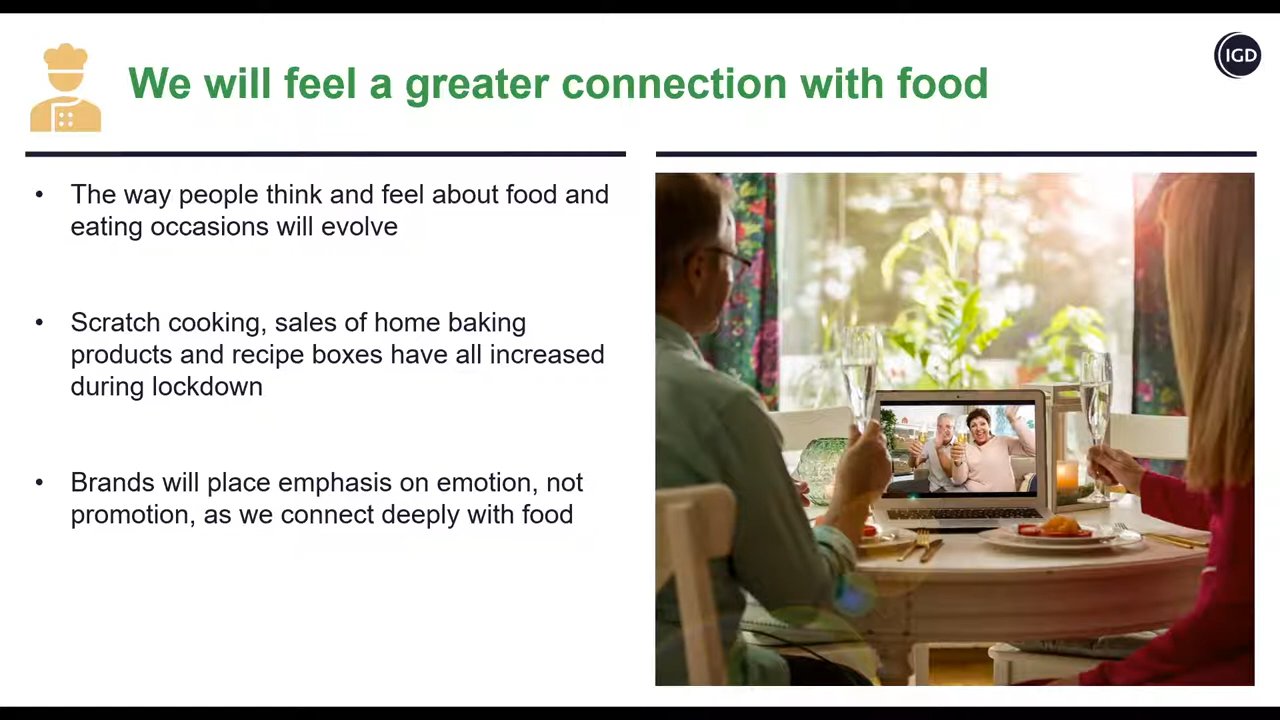 We will feel a greater connection with food
IGD
• The way people think and feel about food and
eating occasions will evolve
• Scratch cooking, sales of home baking
products and recipe boxes have all increased
during lockdown
• Brands will place emphasis on emotion, not
promotion, as we connect deeply with food